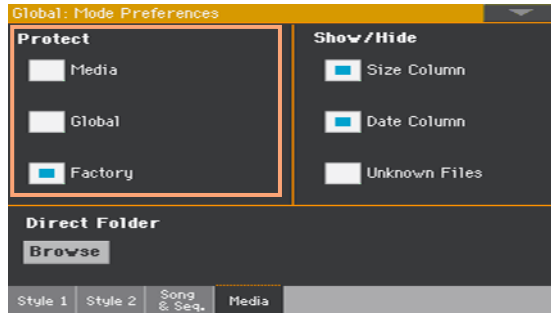 Global: Mode Preferences
Protect
Media
Global
Factory
Show/Hide
Size Column
Date Column
Unknown Files
Direct Folder
Browse
Style 1
Style 2
Song
& Seq.
Media